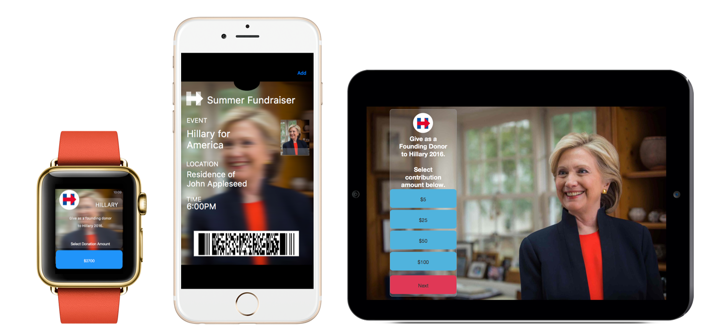 HILLARY
Give as a founding donor
to Hillary 2016.
Select Donation Amount
$2700
Add
H Summer Fundraiser
EVENT
Hillary for
America
LOCATION
Residence of
John Appleseed
TIME
6:00PM
H
Give as a
Founding Donor
to Hillary 2016.
Select
contribution
amount below.
$25
$50
$100
Next